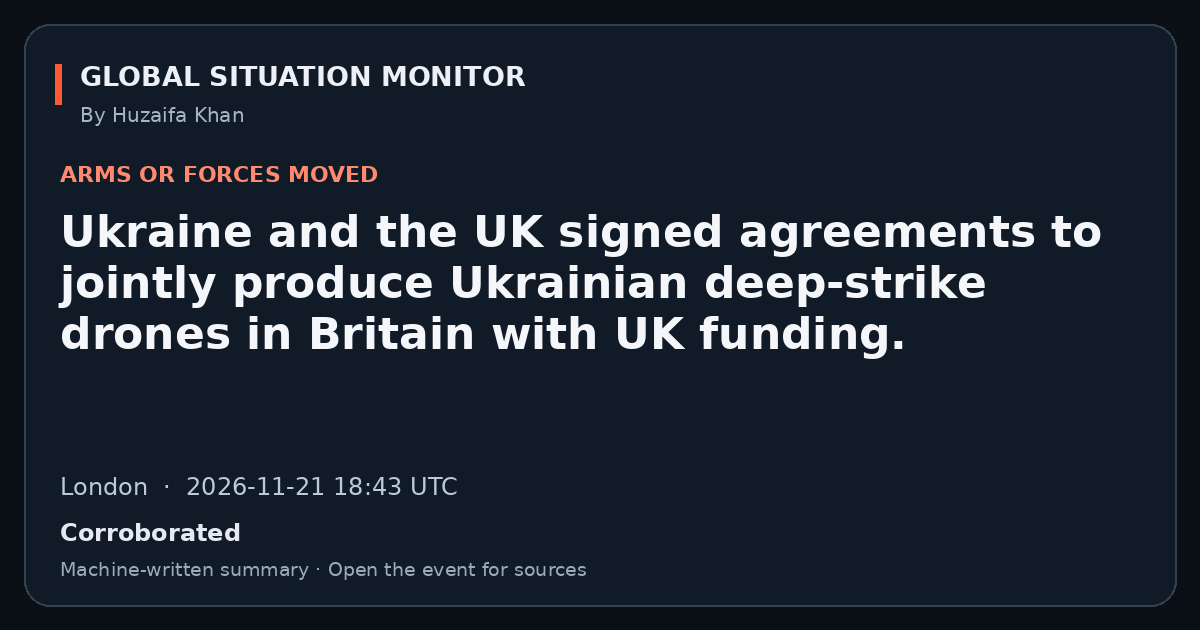 GLOBAL SITUATION MONITOR
By Huzaifa Khan
ARMS OR FORCES MOVED
Ukraine and the UK signed agreements to
jointly produce Ukrainian deep-strike
drones in Britain with UK funding.
London · 2026-11-21 18:43 UTC
Corroborated
Machine-written summary · Open the event for sources